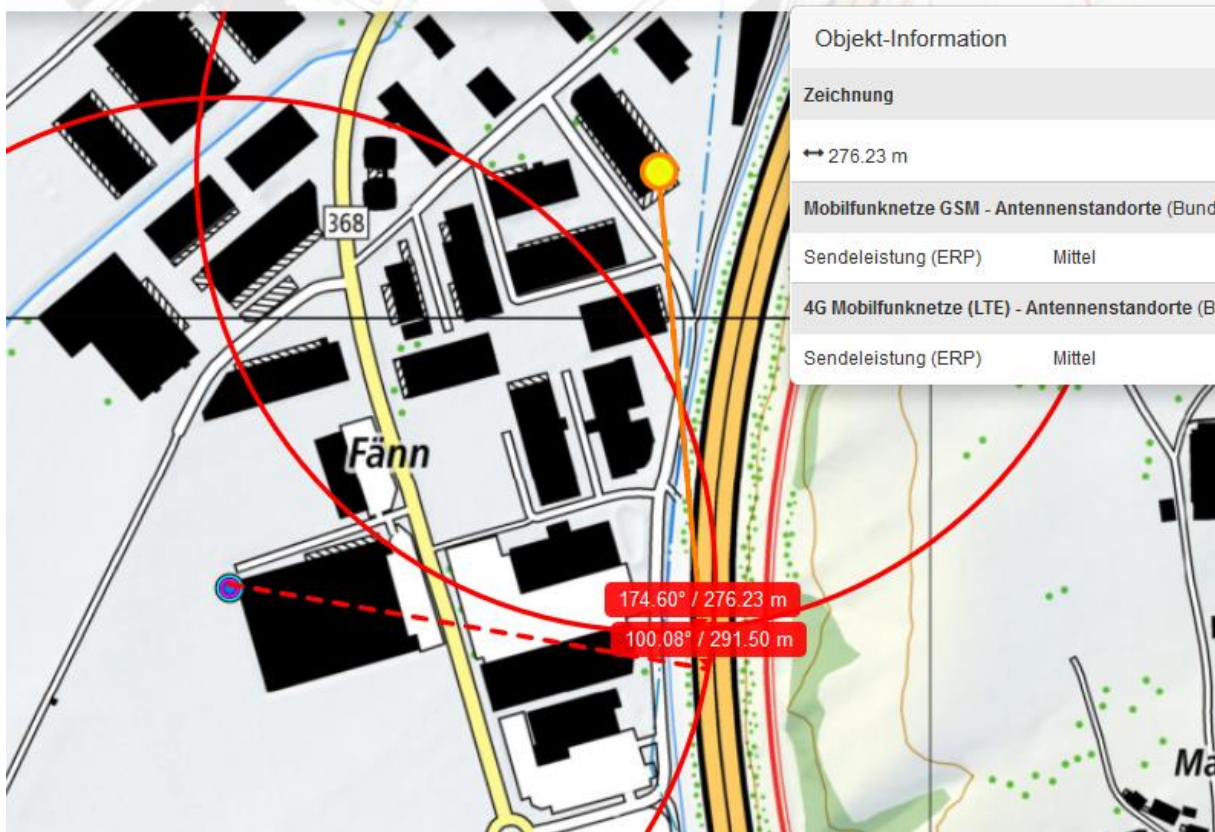 Objekt-Information
Zeichnung
↔ 276.23 m
Mobilfunknetze GSM - Antennenstandorte (Bund
Sendeleistung (ERP) Mittel
4G Mobilfunknetze (LTE) - Antennenstandorte (B
Sendeleistung (ERP) Mittel
368
Fänn
174.60° / 276.23 m
100.08° / 291.50 m
Ma